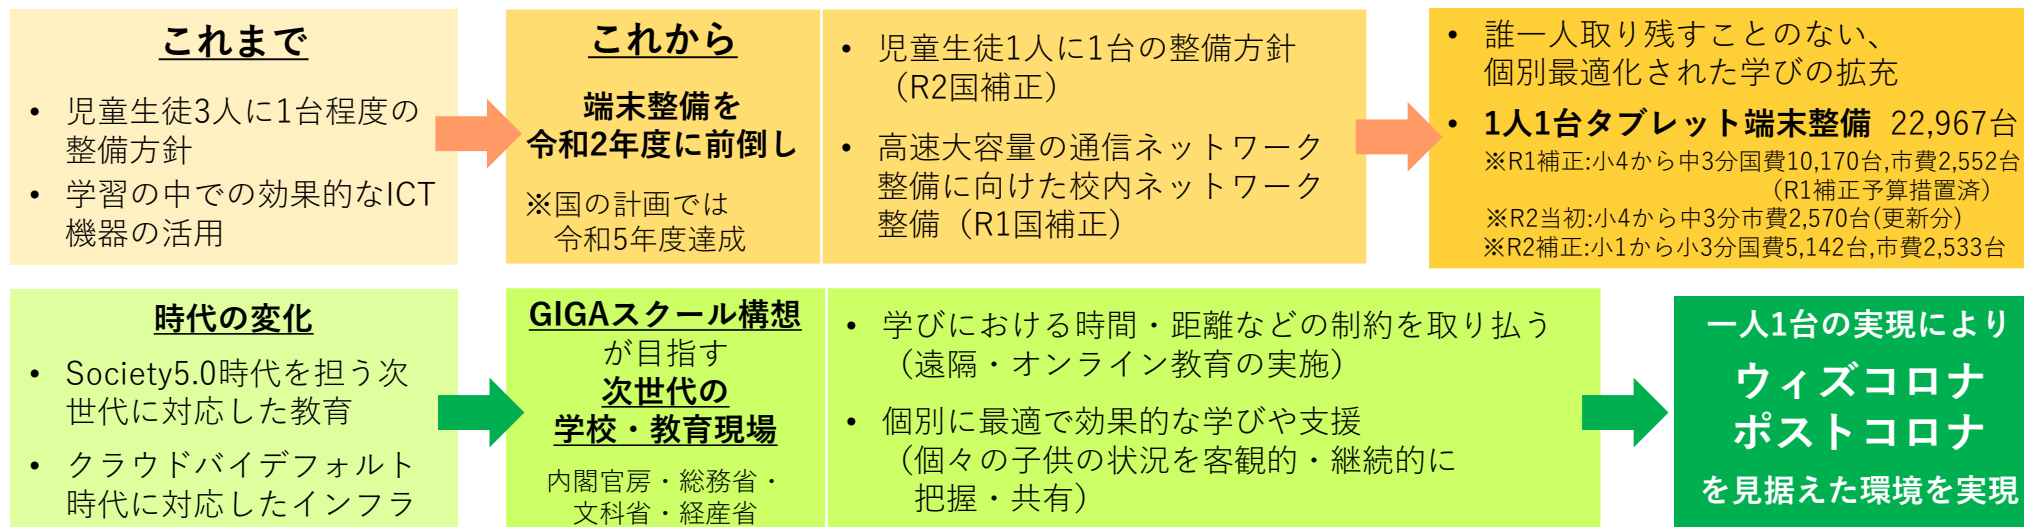 これまで
• 児童生徒3人に1台程度の
整備方針
• 学習の中での効果的なICT
機器の活用
これから
端末整備を
令和2年度に前倒し
※国の計画では
令和5年度達成
• 児童生徒1人に1台の整備方針
（R2国補正）
• 高速大容量の通信ネットワーク
整備に向けた校内ネットワーク
整備（R1国補正）
• 誰一人取り残すことのない、
個別最適化された学びの拡充
• 1人1台タブレット端末整備 22,967台
※R1補正:小4から中3分国費10,170台,市費2,552台
（R1補正予算措置済）
※R2当初:小4から中3分市費2,570台(更新分)
※R2補正:小1から小3分国費5,142台,市費2,533台
時代の変化
• Society5.0時代を担う次
世代に対応した教育
• クラウドバイデフォルト
時代に対応したインフラ
GIGAスクール構想
が目指す
次世代の
学校・教育現場
内閣官房・総務省・
文科省・経産省
• 学びにおける時間・距離などの制約を取り払う
（遠隔・オンライン教育の実施）
• 個別に最適で効果的な学びや支援
（個々の子供の状況を客観的・継続的に
把握・共有）
一人1台の実現により
ウィズコロナ
ポストコロナ
を見据えた環境を実現